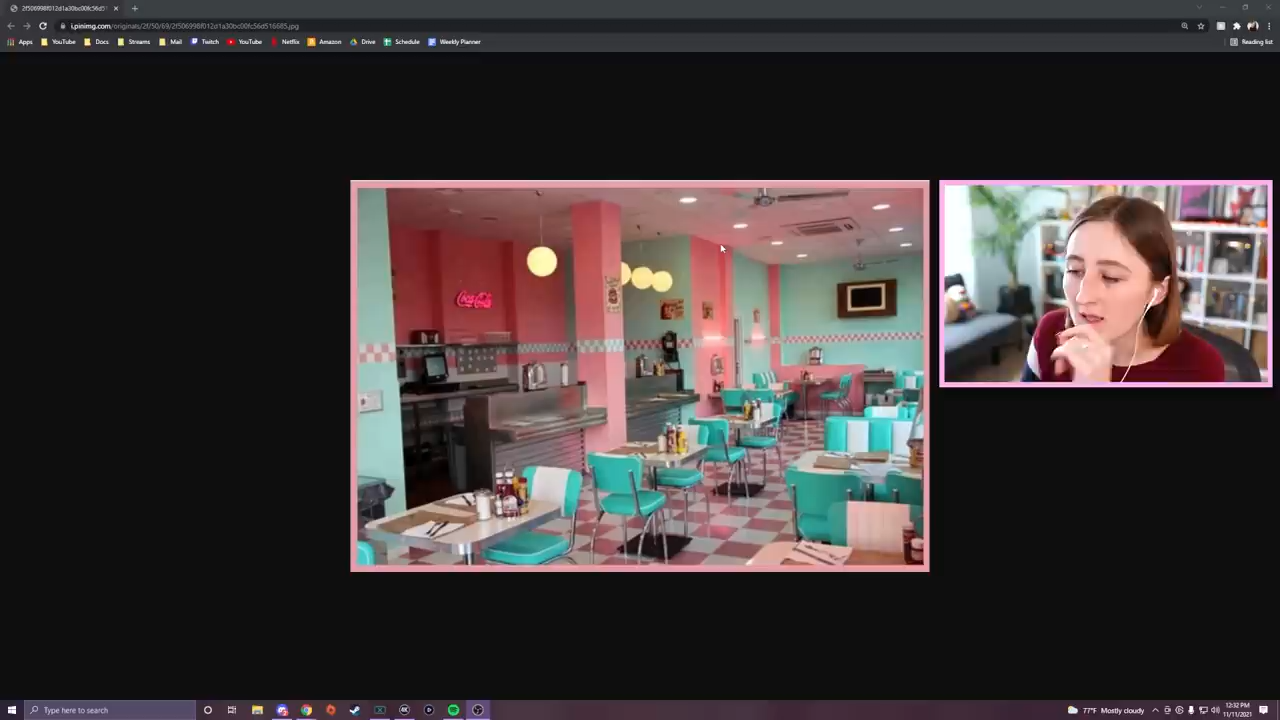 2f506998f012d1a30bc00fc56d51
i.pinimg.com/originals/2f/50/69/2f506998f012d1a30bc00fc56d516685.jpg
Apps YouTube Docs Streams Mail Twitch YouTube Netflix Amazon Drive Schedule Weekly Planner Reading list
Coca-Cola
Type here to search
77°F Mostly cloudy
12:32 PM
11/11/2021